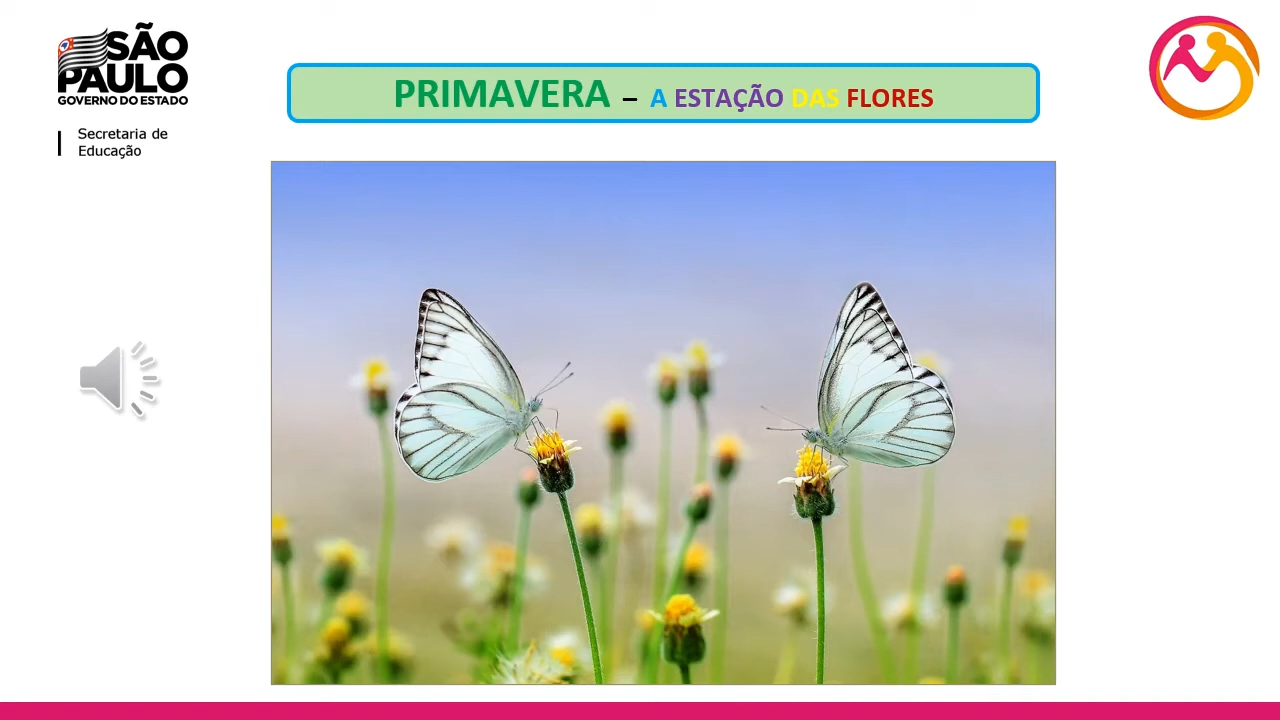 SÃO
PAULO
GOVERNO DO ESTADO
Secretaria de
Educação
PRIMAVERA – A ESTAÇÃO DAS FLORES